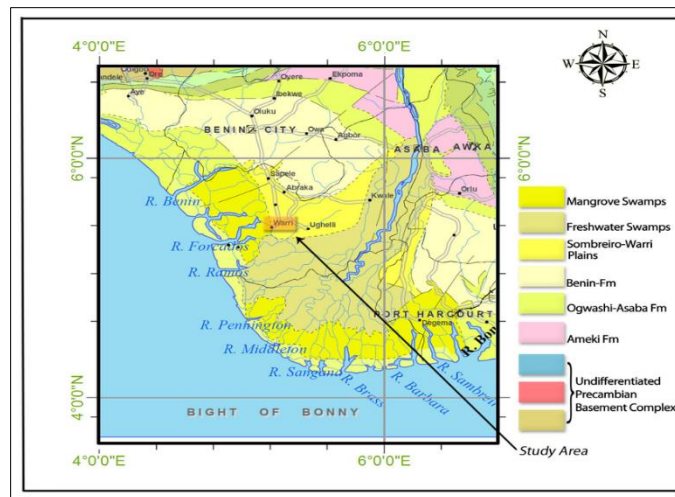 4°0'0"E
6°0'0"E
N
W
E
S
Ore
Aye
Oyere
Ekpoma
Ibekwe
Oluku
BENIN CITY
Owa
Agbor
ASABA
AWKA
6°0'0"N
6°0'0"N
Sapele
Abraka
Kwale
Orlu
R. Benin
Warri
Ughelli
R. Forcados
R. Ramos
PORT HARCOURT
Degema
R. Pennington
R. Middleton
R. Sangana
R. Brass
R. Barbara
R. Bon
4°0'0"N
4°0'0"N
BIGHT OF BONNY
4°0'0"E
6°0'0"E
Mangrove Swamps
Freshwater Swamps
Sombreiro-Warri
Plains
Benin-Fm
Ogwashi-Asaba Fm
Ameki Fm
Undifferentiated
Precambian
Basement Complex
Study Area